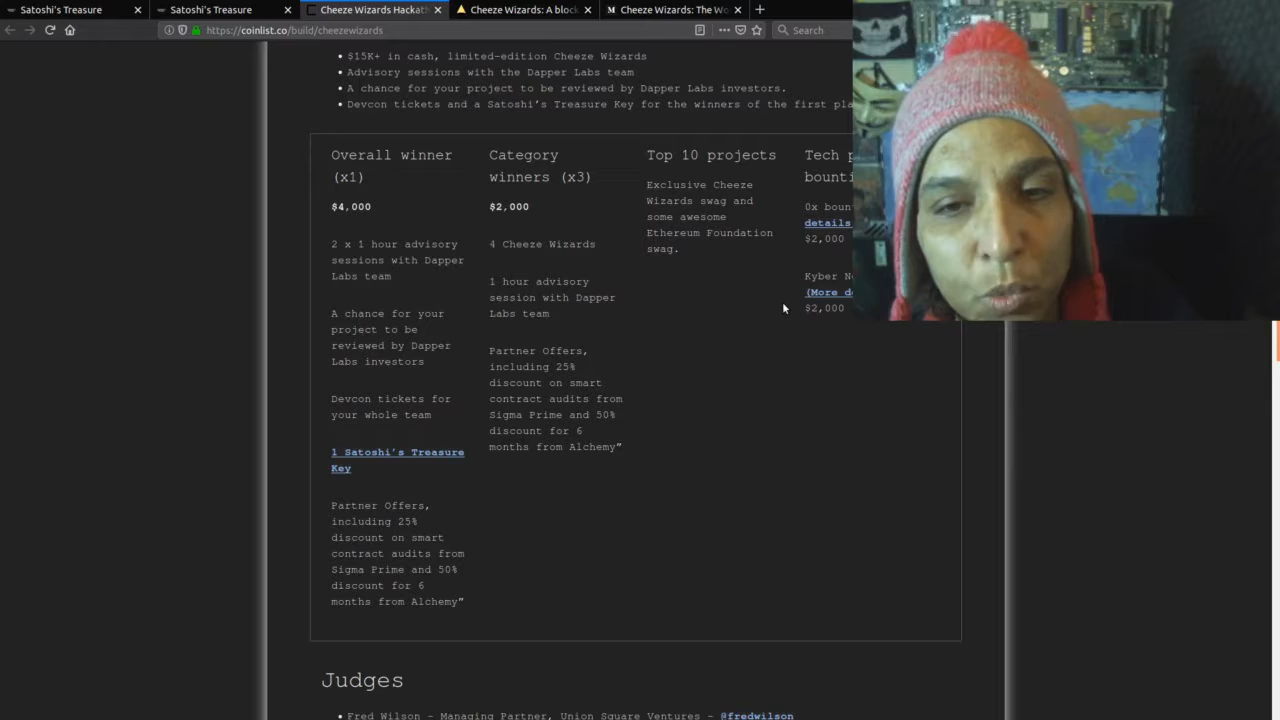 Satoshi's Treasure
Satoshi's Treasure
Cheeze Wizards Hackath
Cheeze Wizards: A block
Cheeze Wizards: The Wo
https://coinlist.co/build/cheezewizards
Search
• $15K+ in cash, limited-edition Cheeze Wizards
• Advisory sessions with the Dapper Labs team
• A chance for your project to be reviewed by Dapper Labs investors.
• Devcon tickets and a Satoshi's Treasure Key for the winners of the first pla
Overall winner
(x1)
$4,000
2 x 1 hour advisory
sessions with Dapper
Labs team
A chance for your
project to be
reviewed by Dapper
Labs investors
Devcon tickets for
your whole team
1 Satoshi's Treasure
Key
Partner Offers,
including 25%
discount on smart
contract audits from
Sigma Prime and 50%
discount for 6
months from Alchemy"
Category
winners (x3)
$2,000
4 Cheeze Wizards
1 hour advisory
session with Dapper
Labs team
Partner Offers,
including 25%
discount on smart
contract audits from
Sigma Prime and 50%
discount for 6
months from Alchemy"
Top 10 projects
Exclusive Cheeze
Wizards swag and
some awesome
Ethereum Foundation
swag.
Tech p
bounti
0x boun
details
$2,000
Kyber Ne
(More de
$2,000
Judges
• Fred Wilson - Managing Partner, Union Square Ventures - @fredwilson